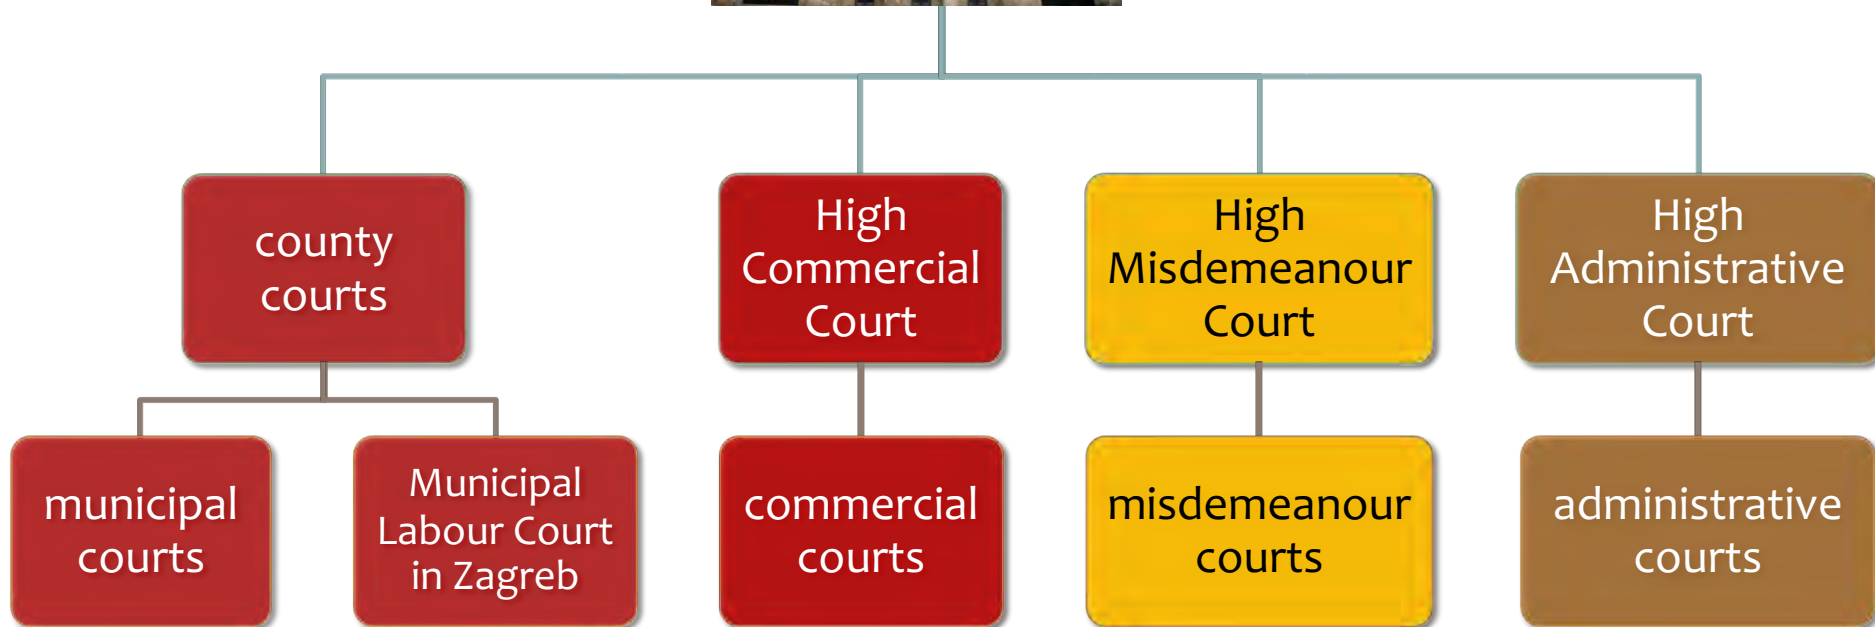 county
courts
High
Commercial
Court
High
Misdemeanour
Court
High
Administrative
Court
municipal
courts
Municipal
Labour Court
in Zagreb
commercial
courts
misdemeanour
courts
administrative
courts